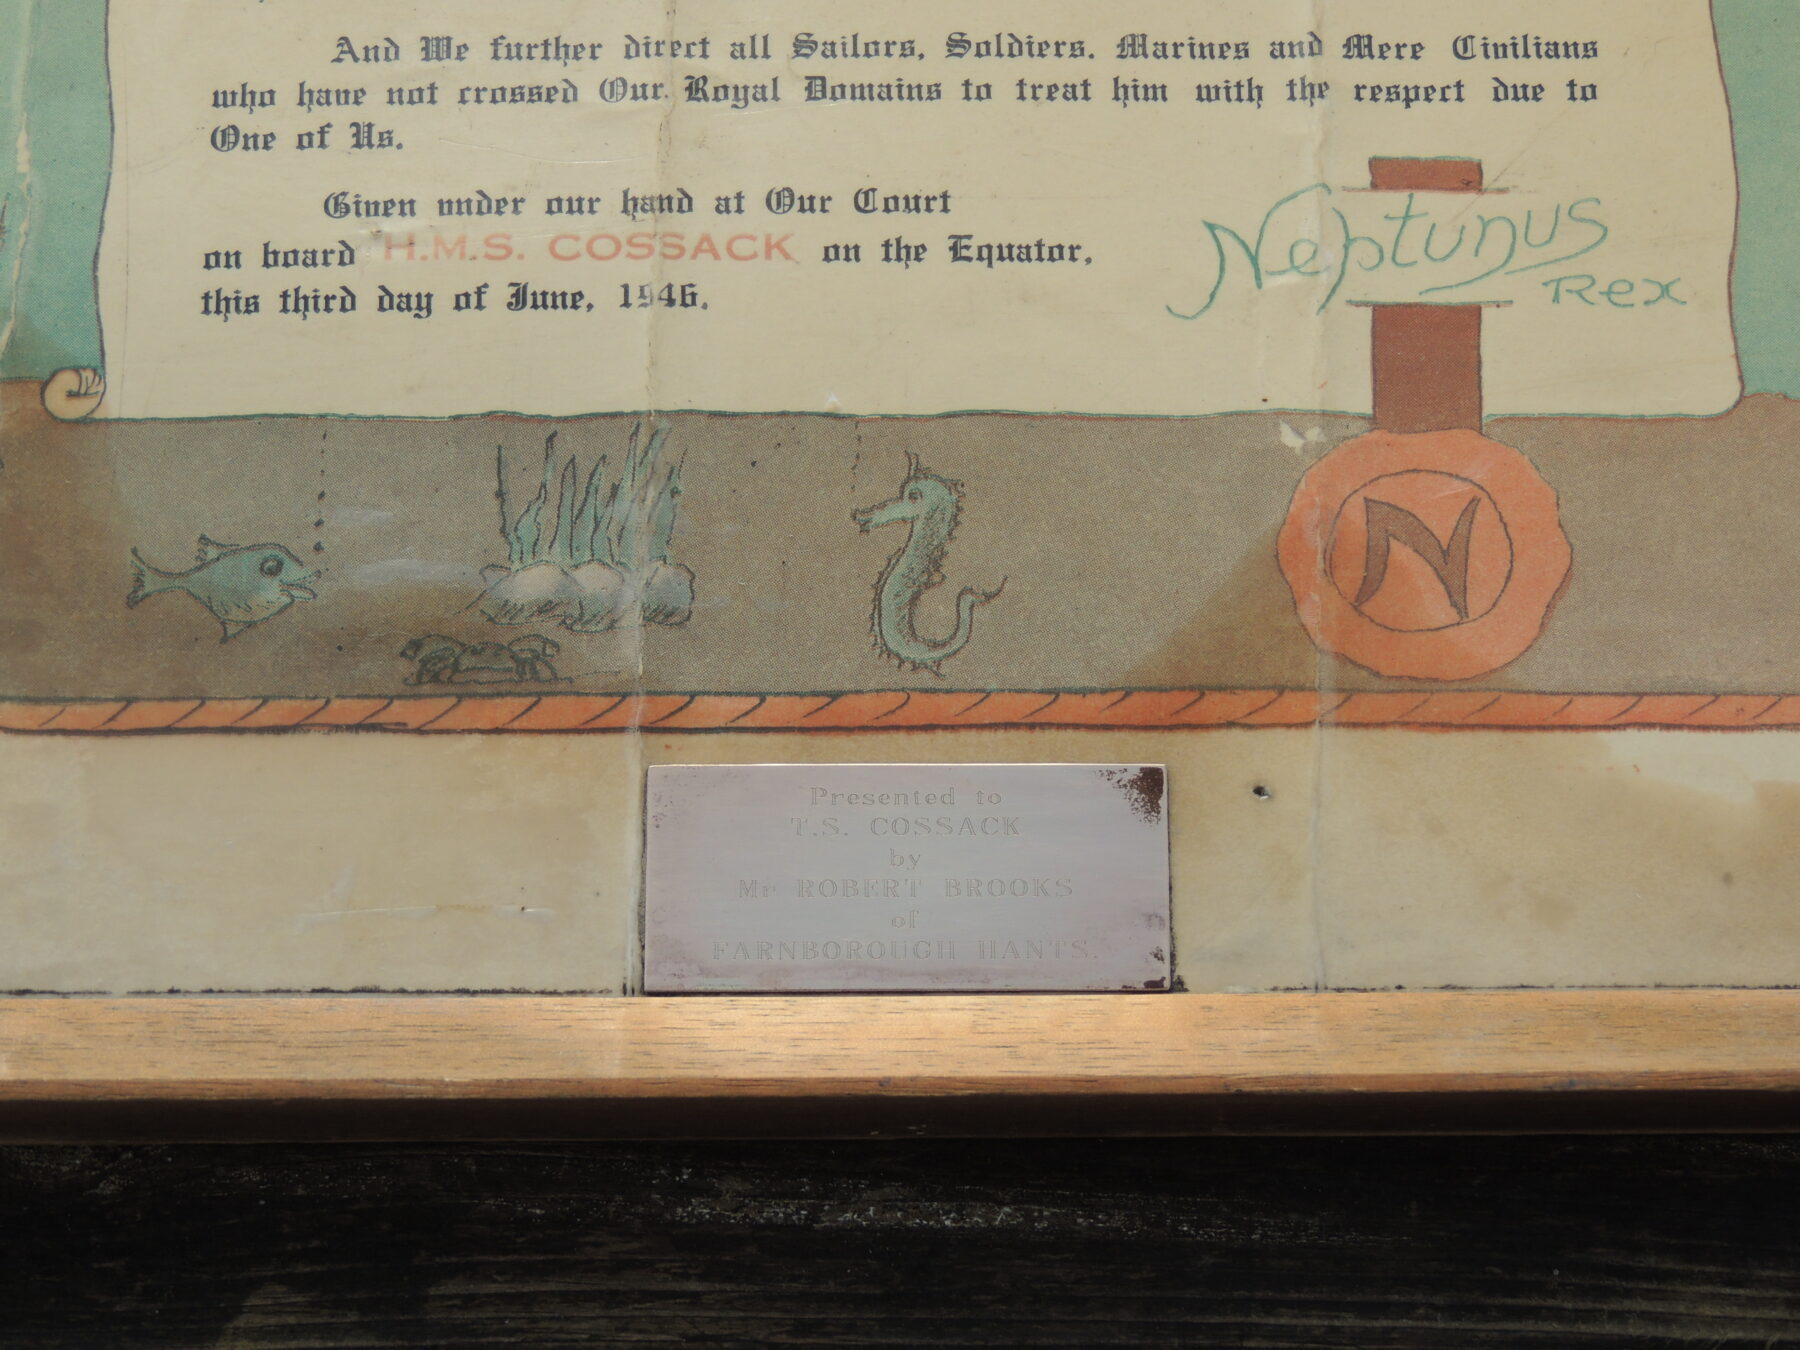 And We further direct all Sailors, Soldiers. Marines and Mere Civilians
who have not crossed Our Royal Domains to treat him with the respect due to
One of Us.
Given under our hand at Our Court
on board H.M.S. COSSACK on the Equator,
this third day of June, 1946.
Neptunus
Rex
N
Presented to
T.S. COSSACK
by
Mr ROBERT BROOKS
of
FARNBOROUGH HANTS.